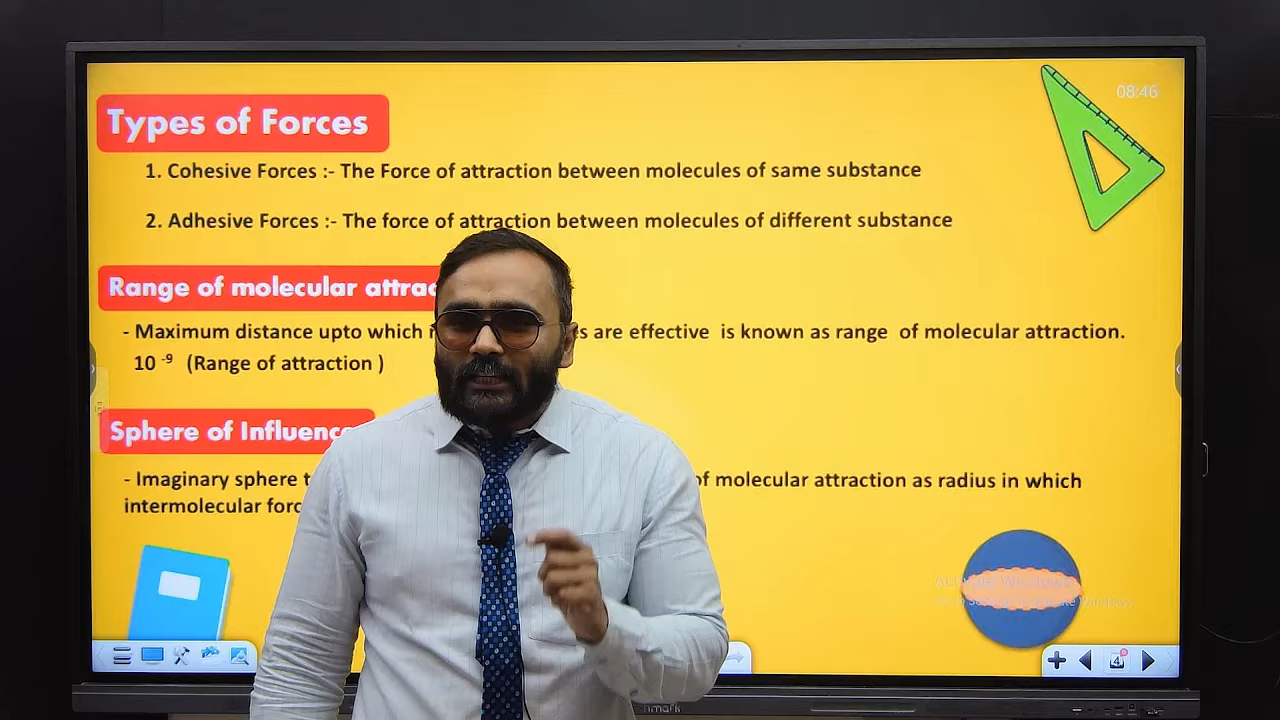 08:46
Types of Forces
1. Cohesive Forces :- The Force of attraction between molecules of same substance
2. Adhesive Forces :- The force of attraction between molecules of different substance
Range of molecular
- Maximum distance upto which are effective is known as range of molecular attraction.
10 -9 (Range of attraction )
Sphere of Influence
- Imaginary sphere of molecular attraction as radius in which
intermolecular
Activate Windows
4